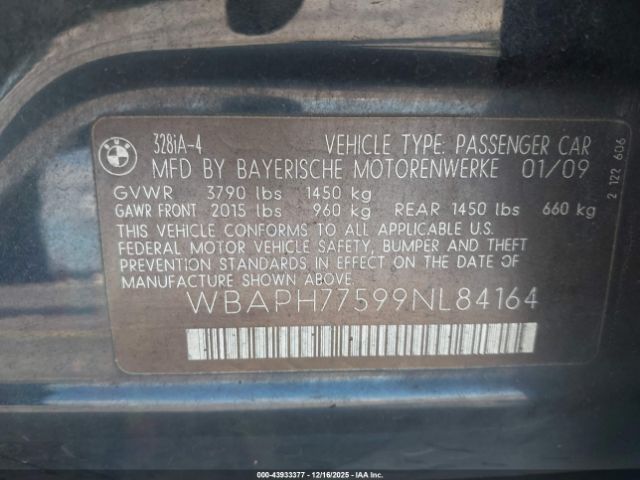 BMW
328iA-4 VEHICLE TYPE: PASSENGER CAR
MFD BY BAYERISCHE MOTORENWERKE 01/09
GVWR 3790 lbs 1450 kg
GAWR FRONT 2015 lbs 960 kg REAR 1450 lbs 660 kg
THIS VEHICLE CONFORMS TO ALL APPLICABLE U.S.
FEDERAL MOTOR VEHICLE SAFETY, BUMPER AND THEFT
PREVENTION STANDARDS IN EFFECT ON THE DATE OF
MANUFACTURE SHOWN ABOVE.
WBAPH77599NL84164
2 122 606
000-43933377 - 12/16/2025 - IAAI.COM